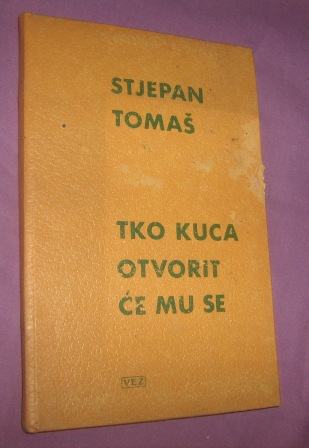 STJEPAN
TOMAŠ
TKO KUCA
OTVORIT
ĆE MU SE
VEZ